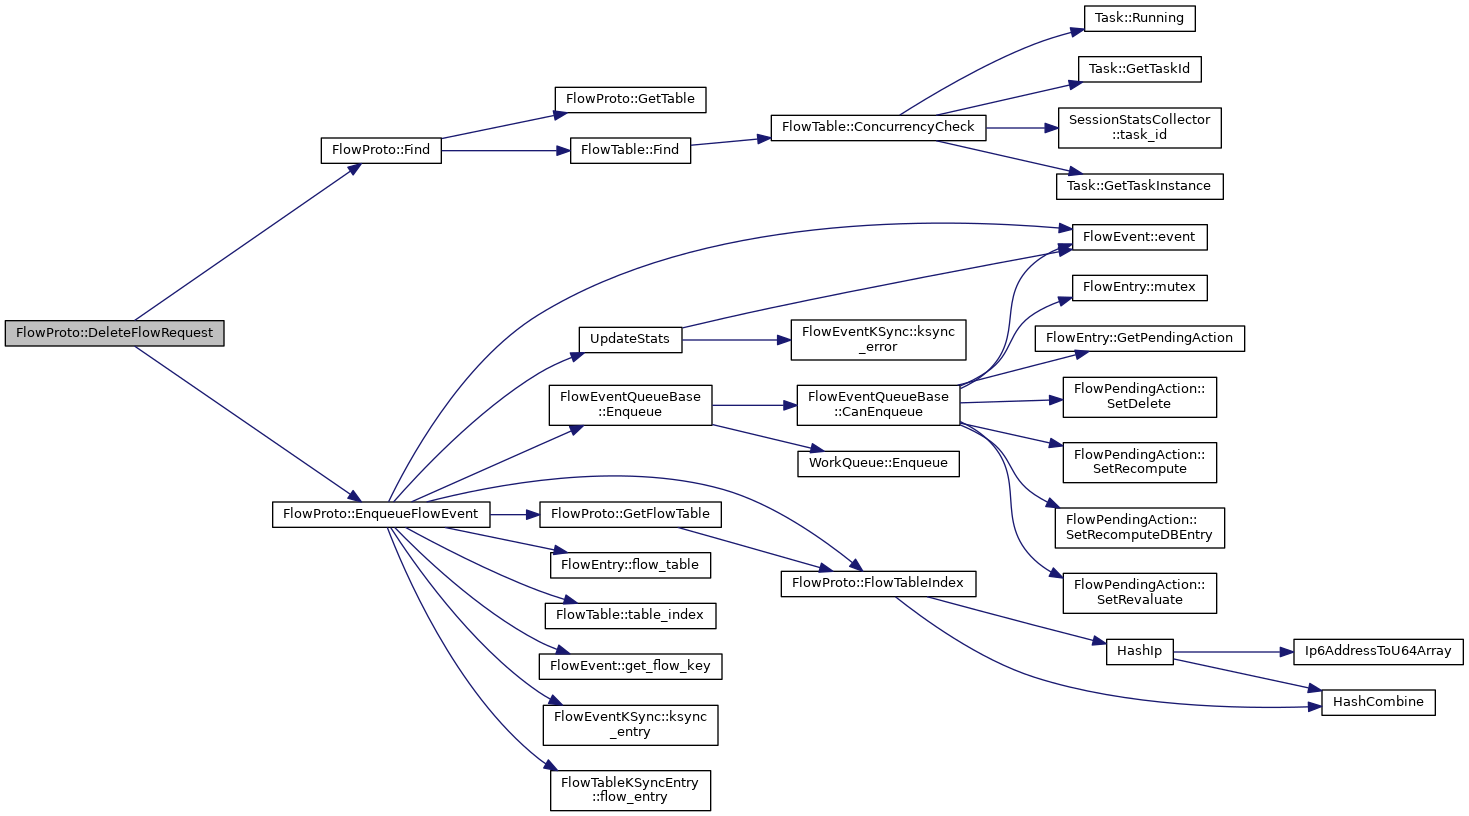 Task::Running
Task::GetTaskId
FlowProto::GetTable
SessionStatsCollector
::task_id
FlowTable::ConcurrencyCheck
FlowProto::Find
FlowTable::Find
Task::GetTaskInstance
FlowEvent::event
FlowEntry::mutex
FlowProto::DeleteFlowRequest
UpdateStats
FlowEventKSync::ksync
_error
FlowEntry::GetPendingAction
FlowEventQueueBase
::Enqueue
FlowEventQueueBase
::CanEnqueue
FlowPendingAction::
SetDelete
WorkQueue::Enqueue
FlowPendingAction::
SetRecompute
FlowProto::EnqueueFlowEvent
FlowProto::GetFlowTable
FlowPendingAction::
SetRecomputeDBEntry
FlowEntry::flow_table
FlowProto::FlowTableIndex
FlowPendingAction::
SetRevaluate
FlowTable::table_index
HashIp
Ip6AddressToU64Array
FlowEvent::get_flow_key
HashCombine
FlowEventKSync::ksync
_entry
FlowTableKSyncEntry
::flow_entry